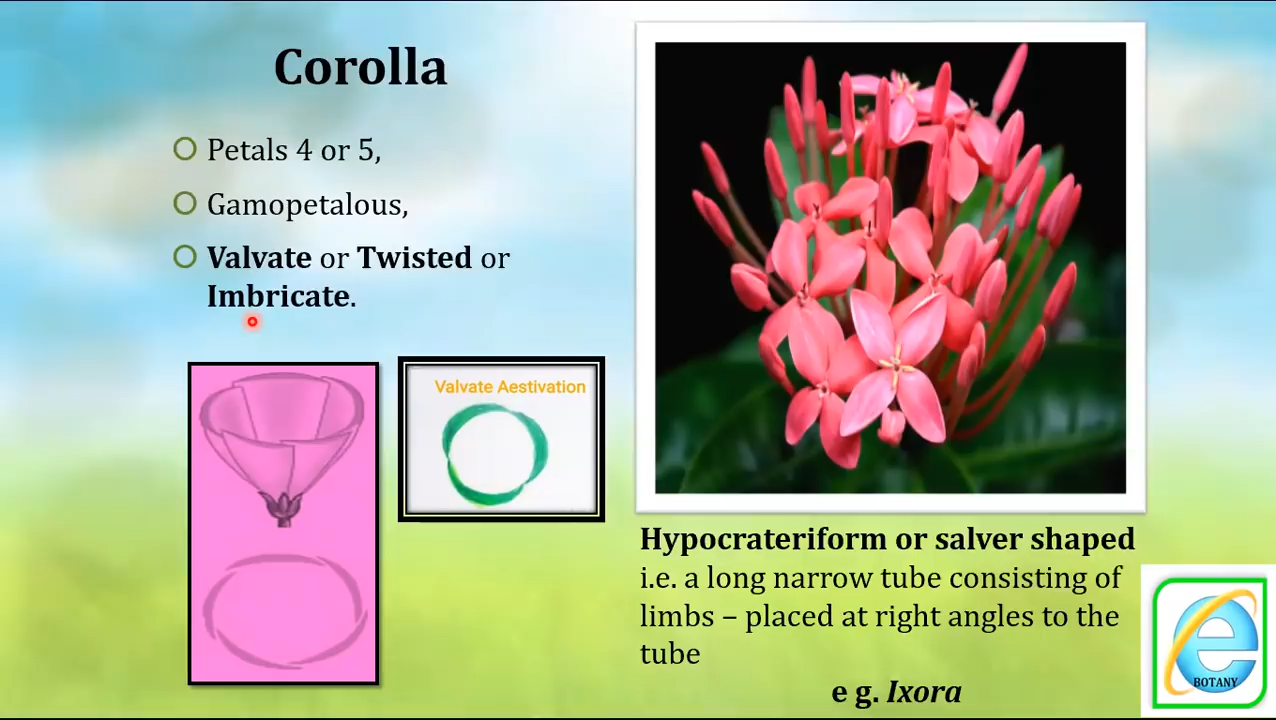 Corolla
Petals 4 or 5,
Gamopetalous,
Valvate or Twisted or
Imbricate.
Valvate Aestivation
Hypocrateriform or salver shaped
i.e. a long narrow tube consisting of
limbs – placed at right angles to the
tube
e g. Ixora
e
BOTANY